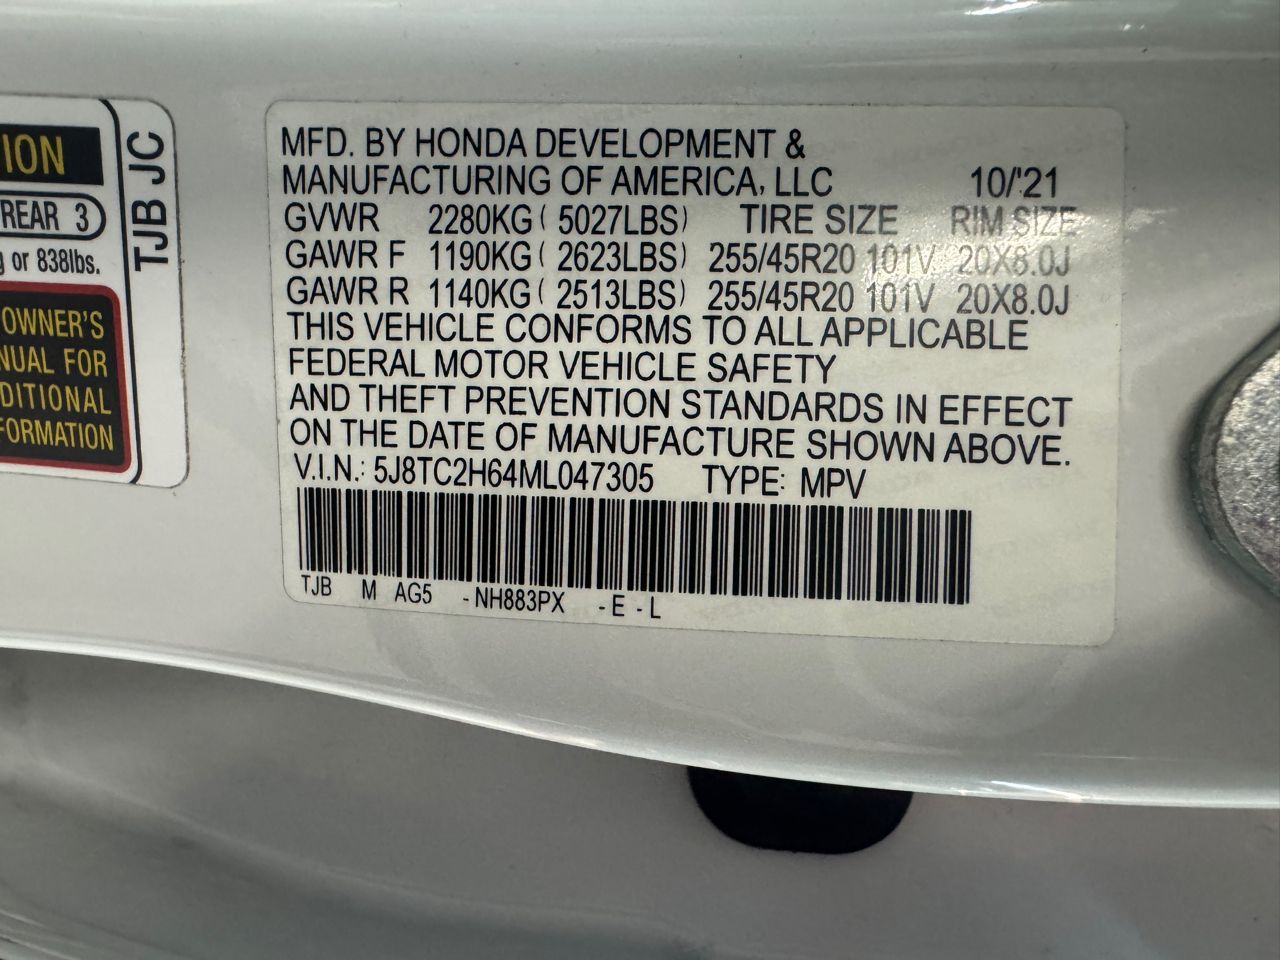 ION
REAR 3
g or 838lbs.
OWNER'S
NUAL FOR
DITIONAL
FORMATION
TJB JC
MFD. BY HONDA DEVELOPMENT &
MANUFACTURING OF AMERICA, LLC 10/'21
GVWR 2280KG ( 5027LBS) TIRE SIZE RIM SIZE
GAWR F 1190KG ( 2623LBS) 255/45R20 101V 20X8.0J
GAWR R 1140KG ( 2513LBS) 255/45R20 101V 20X8.0J
THIS VEHICLE CONFORMS TO ALL APPLICABLE
FEDERAL MOTOR VEHICLE SAFETY
AND THEFT PREVENTION STANDARDS IN EFFECT
ON THE DATE OF MANUFACTURE SHOWN ABOVE.
V.I.N.: 5J8TC2H64ML047305 TYPE: MPV
TJB M AG5 - NH883PX - E - L